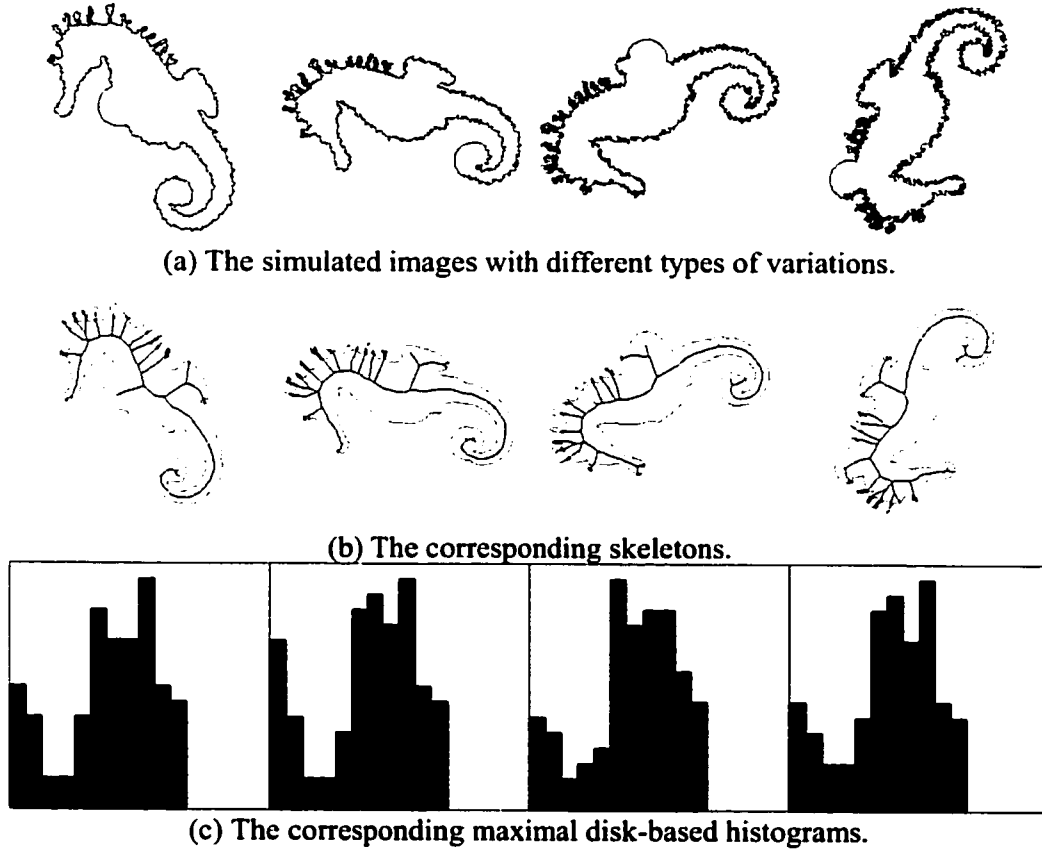 (a) The simulated images with different types of variations.
(b) The corresponding skeletons.
(c) The corresponding maximal disk-based histograms.